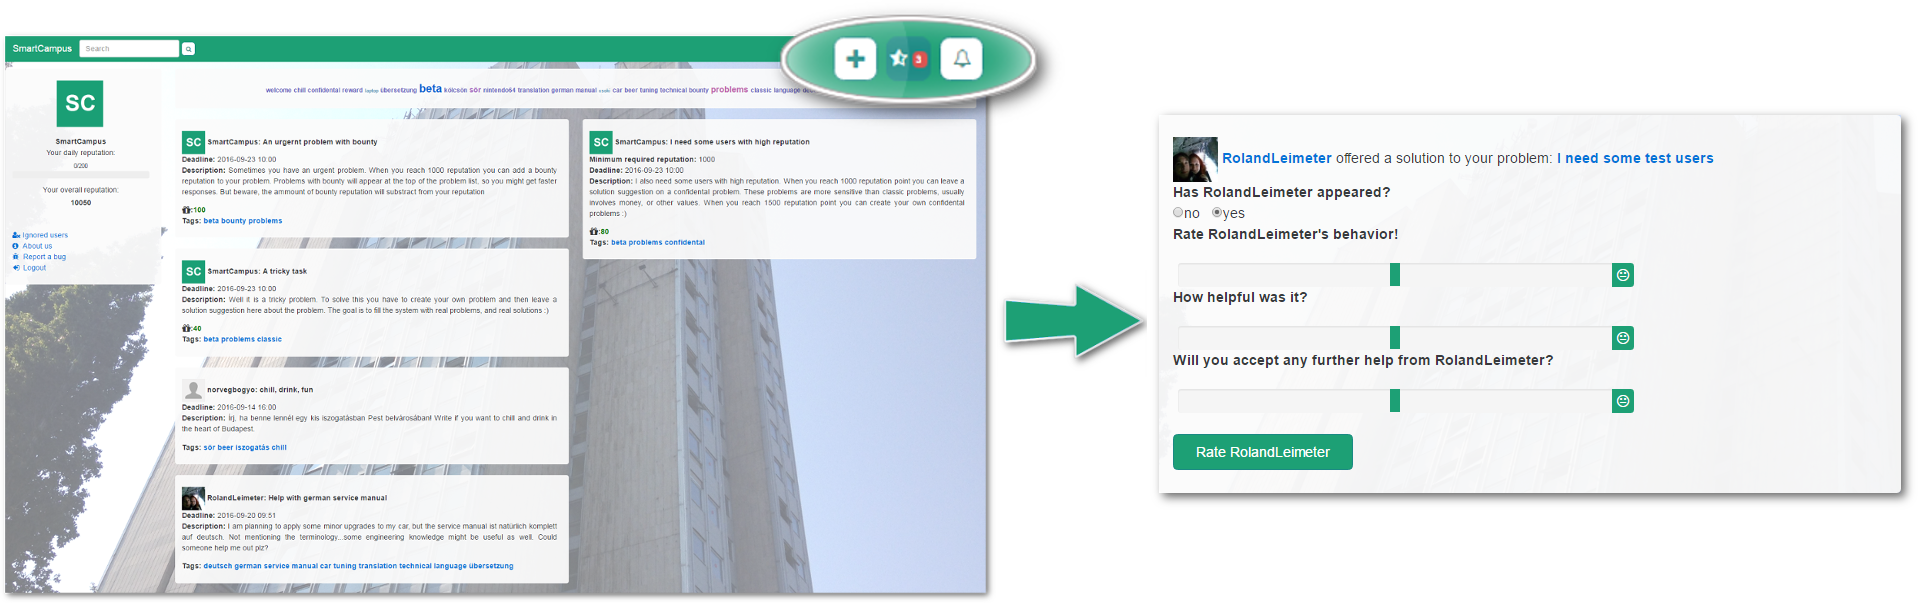 SmartCampus
Search
3
SC
SmartCampus
Your daily reputation:
Your overall reputation:
10050
Ignored users
About us
Report a bug
Logout
welcome chill confidental reward laptop übersetzung beta kölcsön sör nintendo64 translation german manual car beer tuning technical bounty problems classic language
SC SmartCampus: An urgernt problem with bounty
Deadline: 2016-09-23 10:00
Description: Sometimes you have an urgent problem. When you reach 1000 reputation you can add a bounty
reputation to your problem. Problems with bounty will appear at the top of the problem list, so you might get faster
responses. But beware, the ammount of bounty reputation will substract from your reputation
:100
Tags: beta bounty problems
SC SmartCampus: A tricky task
Deadline: 2016-09-23 10:00
Description: Well it is a tricky problem. To solve this you have to create your own problem and then leave a
solution suggestion here about the problem. The goal is to fill the system with real problems, and real solutions :)
:40
Tags: beta problems classic
norvegbogyo: chill, drink, fun
Deadline: 2016-09-14 16:00
Description: Írj, ha benne lennél egy kis iszogatásban Pest belvárosában! Write if you want to chill and drink in
the heart of Budapest.
Tags: sör beer iszogatás chill
RolandLeimeter: Help with german service manual
Deadline: 2016-09-20 09:51
Description: I am planning to apply some minor upgrades to my car, but the service manual ist natürlich komplett
auf deutsch. Not mentioning the terminology...some engineering knowledge might be useful as well. Could
someone help me out plz?
Tags: deutsch german service manual car tuning translation technical language übersetzung
SC SmartCampus: I need some users with high reputation
Minimum required reputation: 1000
Deadline: 2016-09-23 10:00
Description: I also need some users with high reputation. When you reach 1000 reputation point you can leave a
solution suggestion on a confidental problem. These problems are more sensitive than classic problems, usually
involves money, or other values. When you reach 1500 reputation point you can create your own confidental
problems :)
:80
Tags: beta problems confidental
RolandLeimeter offered a solution to your problem: I need some test users
Has RolandLeimeter appeared?
no yes
Rate RolandLeimeter's behavior!
How helpful was it?
Will you accept any further help from RolandLeimeter?
Rate RolandLeimeter